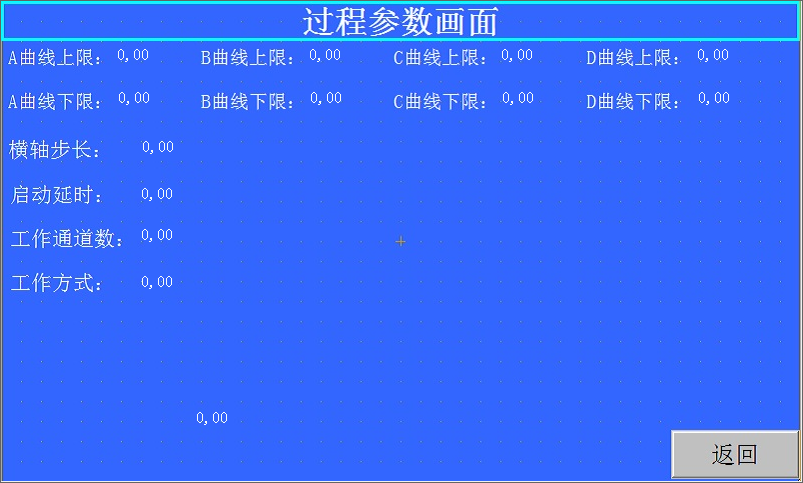 过程参数画面
A曲线上限： 0,00 B曲线上限： 0,00 C曲线上限： 0,00 D曲线上限： 0,00
A曲线下限： 0,00 B曲线下限： 0,00 C曲线下限： 0,00 D曲线下限： 0,00
横轴步长： 0,00
启动延时： 0,00
工作通道数： 0,00
工作方式： 0,00
0,00
返回